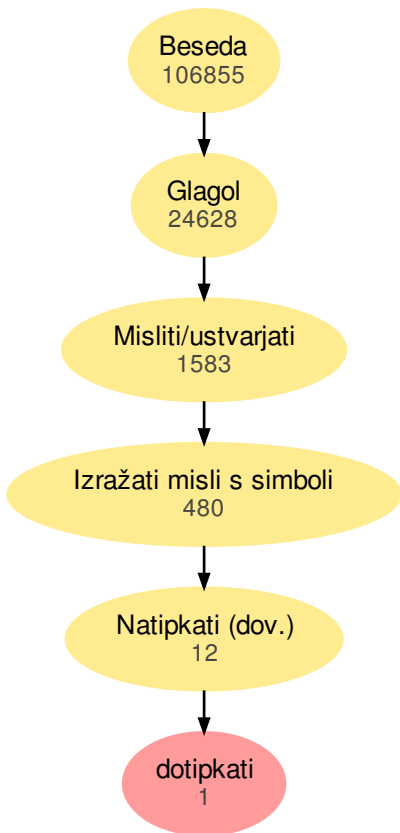 Beseda
106855
Glagol
24628
Misliti/ustvarjati
1583
Izražati misli s simboli
480
Natipkati (dov.)
12
dotipkati
1